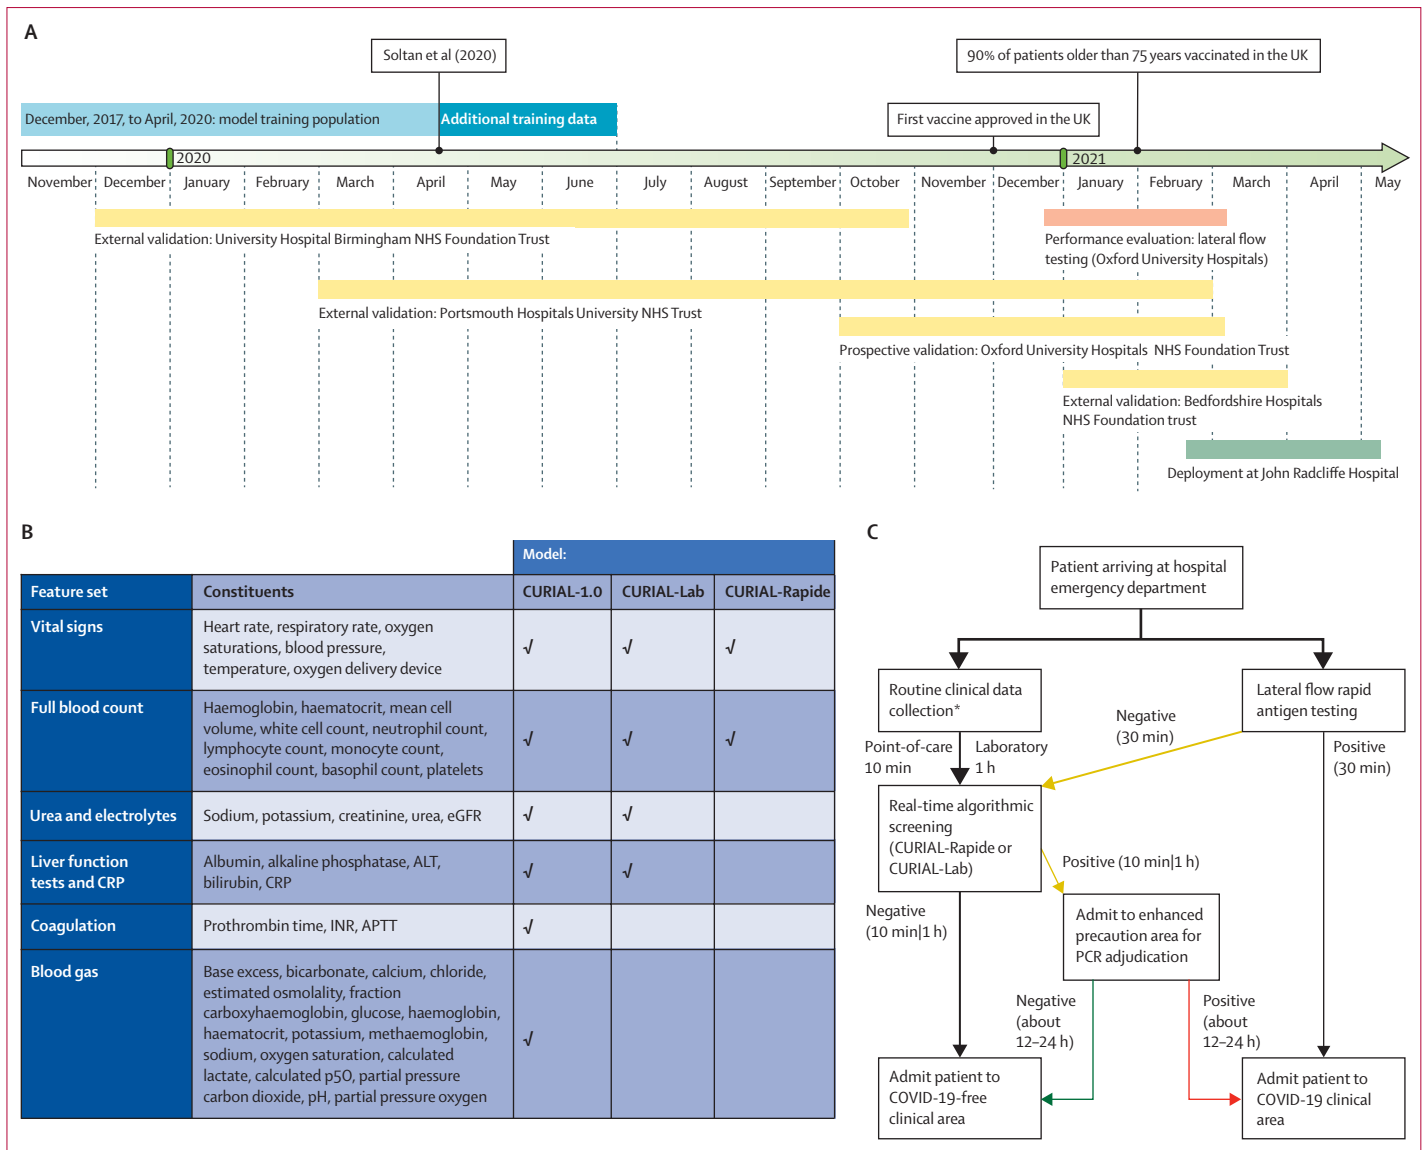 A
Soltan et al (2020)
90% of patients older than 75 years vaccinated in the UK
December, 2017, to April, 2020: model training population
Additional training data
First vaccine approved in the UK
2020
2021
November
December
January
February
March
April
May
June
July
August
September
October
November
December
January
February
March
April
May
External validation: University Hospital Birmingham NHS Foundation Trust
Performance evaluation: lateral flow
testing (Oxford University Hospitals)
External validation: Portsmouth Hospitals University NHS Trust
Prospective validation: Oxford University Hospitals NHS Foundation Trust
External validation: Bedfordshire Hospitals
NHS Foundation trust
Deployment at John Radcliffe Hospital
B
Model:
Feature set
Constituents
CURIAL-1.0
CURIAL-Lab
CURIAL-Rapide
Vital signs
Heart rate, respiratory rate, oxygen
saturations, blood pressure,
temperature, oxygen delivery device
√
√
√
Full blood count
Haemoglobin, haematocrit, mean cell
volume, white cell count, neutrophil count,
lymphocyte count, monocyte count,
eosinophil count, basophil count, platelets
√
√
√
Urea and electrolytes
Sodium, potassium, creatinine, urea, eGFR
√
√
Liver function
tests and CRP
Albumin, alkaline phosphatase, ALT,
bilirubin, CRP
√
√
Coagulation
Prothrombin time, INR, APTT
√
Blood gas
Base excess, bicarbonate, calcium, chloride,
estimated osmolality, fraction
carboxyhaemoglobin, glucose, haemoglobin,
haematocrit, potassium, methaemoglobin,
sodium, oxygen saturation, calculated
lactate, calculated p50, partial pressure
carbon dioxide, pH, partial pressure oxygen
√
C
Patient arriving at hospital
emergency department
Routine clinical data
collection*
Lateral flow rapid
antigen testing
Point-of-care
10 min
Laboratory
1 h
Negative
(30 min)
Positive
(30 min)
Real-time algorithmic
screening
(CURIAL-Rapide or
CURIAL-Lab)
Positive (10 min|1 h)
Negative
(10 min|1 h)
Admit to enhanced
precaution area for
PCR adjudication
Negative
(about
12–24 h)
Positive
(about
12–24 h)
Admit patient to
COVID-19-free
clinical area
Admit patient to
COVID-19 clinical
area